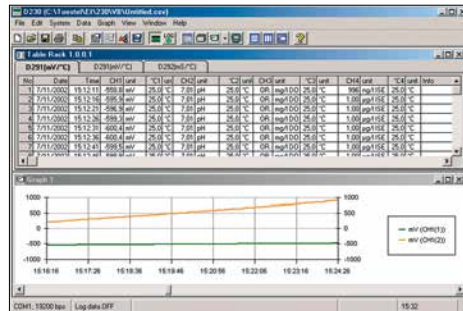 D230 (C:\Tuestel\EI\230\VII\Untitled.csv)
File Edit System Data Graph View Window Help
Table Rack 1.0.0.1
D291(mV/°C) D291(mV/°C) D292(mS/°C)
No Date Time CH1 unit °C1 uni CH2 unit °C2 unit CH3 unit °C3 unit CH4 unit °C4 unit Info
1 7/11/2002 15:12:11 mV 25,0 °C 7,01 pH 25,0 °C OR mg/l DO 25,0 °C 996 µg/l ISE 25,0 °C
2 7/11/2002 15:12:16 -595,9 mV 25,0 °C 7,01 pH 25,0 °C OR mg/l DO 25,0 °C 1,00 µg/l ISE 25,0 °C
3 7/11/2002 15:12:21 -596,9 mV 25,0 °C 7,01 pH 25,0 °C OR mg/l DO 25,0 °C 1,00 µg/l ISE 25,0 °C
4 7/11/2002 15:12:26 -599,3 mV 25,0 °C 7,01 pH 25,0 °C OR mg/l DO 25,0 °C 1,00 µg/l ISE 25,0 °C
5 7/11/2002 15:12:31 -600,4 mV 25,0 °C 7,01 pH 25,0 °C OR mg/l DO 25,0 °C 1,00 µg/l ISE 25,0 °C
6 7/11/2002 15:12:36 -600,4 mV 25,0 °C 7,01 pH 25,0 °C OR mg/l DO 25,0 °C 1,00 µg/l ISE 25,0 °C
7 7/11/2002 15:12:41 -599,5 mV 25,0 °C 7,01 pH 25,0 °C OR mg/l DO 25,0 °C 1,00 µg/l ISE 25,0 °C
Graph 1
1000 1000
500 500
0 0
-500 -500
-1000 -1000
mV (CH1(1))
mV (CH1(2))
15:16:16 15:17:26 15:18:36 15:19:46 15:20:56 15:22:06 15:23:16 15:24:26
COM1, 19200 bps Log data OFF 15:32